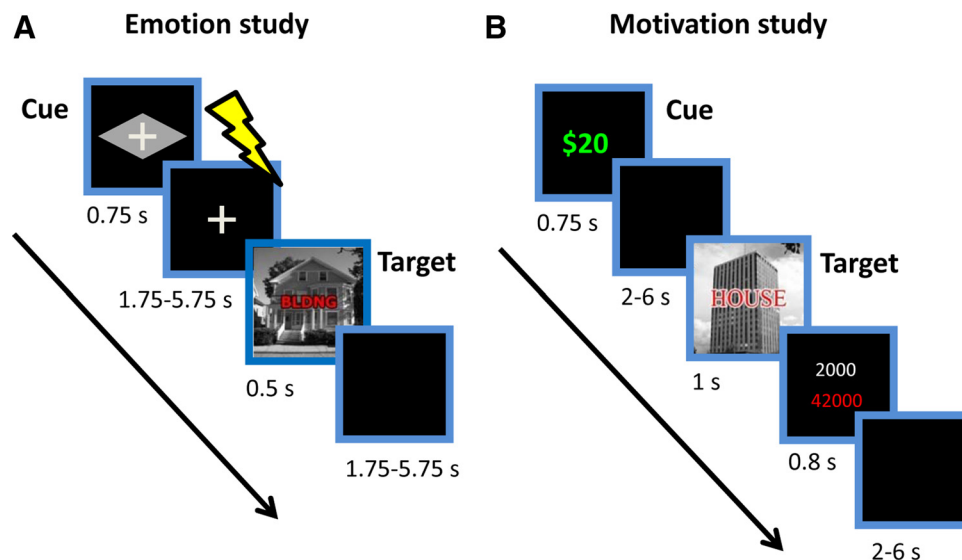 A Emotion study
Cue
0.75 s
1.75-5.75 s
BLDNG
Target
0.5 s
1.75-5.75 s
B Motivation study
$20
Cue
0.75 s
2-6 s
HOUSE
Target
1 s
2000
42000
0.8 s
2-6 s